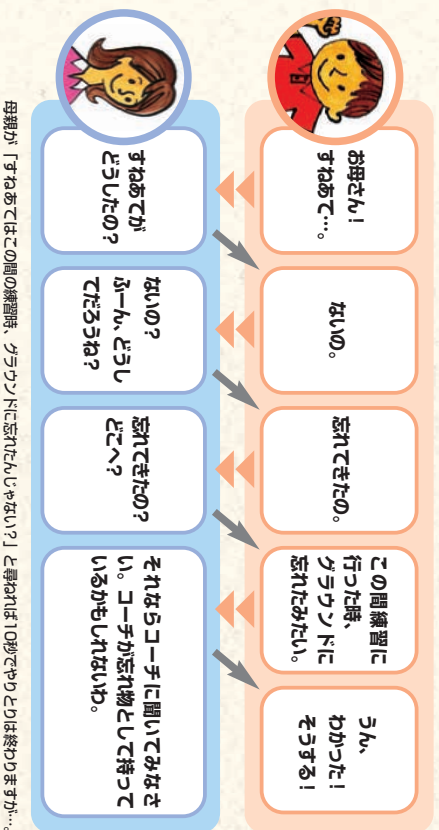 お母さん！
すねあて…。
すねあてが
どうしたの？
ないの。
ないの？
ふーん、どうし
てだろうね？
忘れてきたの。
忘れてきたの？
どこへ？
この間練習に
行った時、
グラウンドに
忘れたみたい。
それならコーチに聞いてみなさ
い。コーチが忘れ物として持って
いるかもしれないわ。
うん、
わかった！
そうする！
母親が「すねあてはこの間の練習時、グラウンドに忘れたんじゃない？」と尋ねれば10秒でやりとりは終わりますが…。